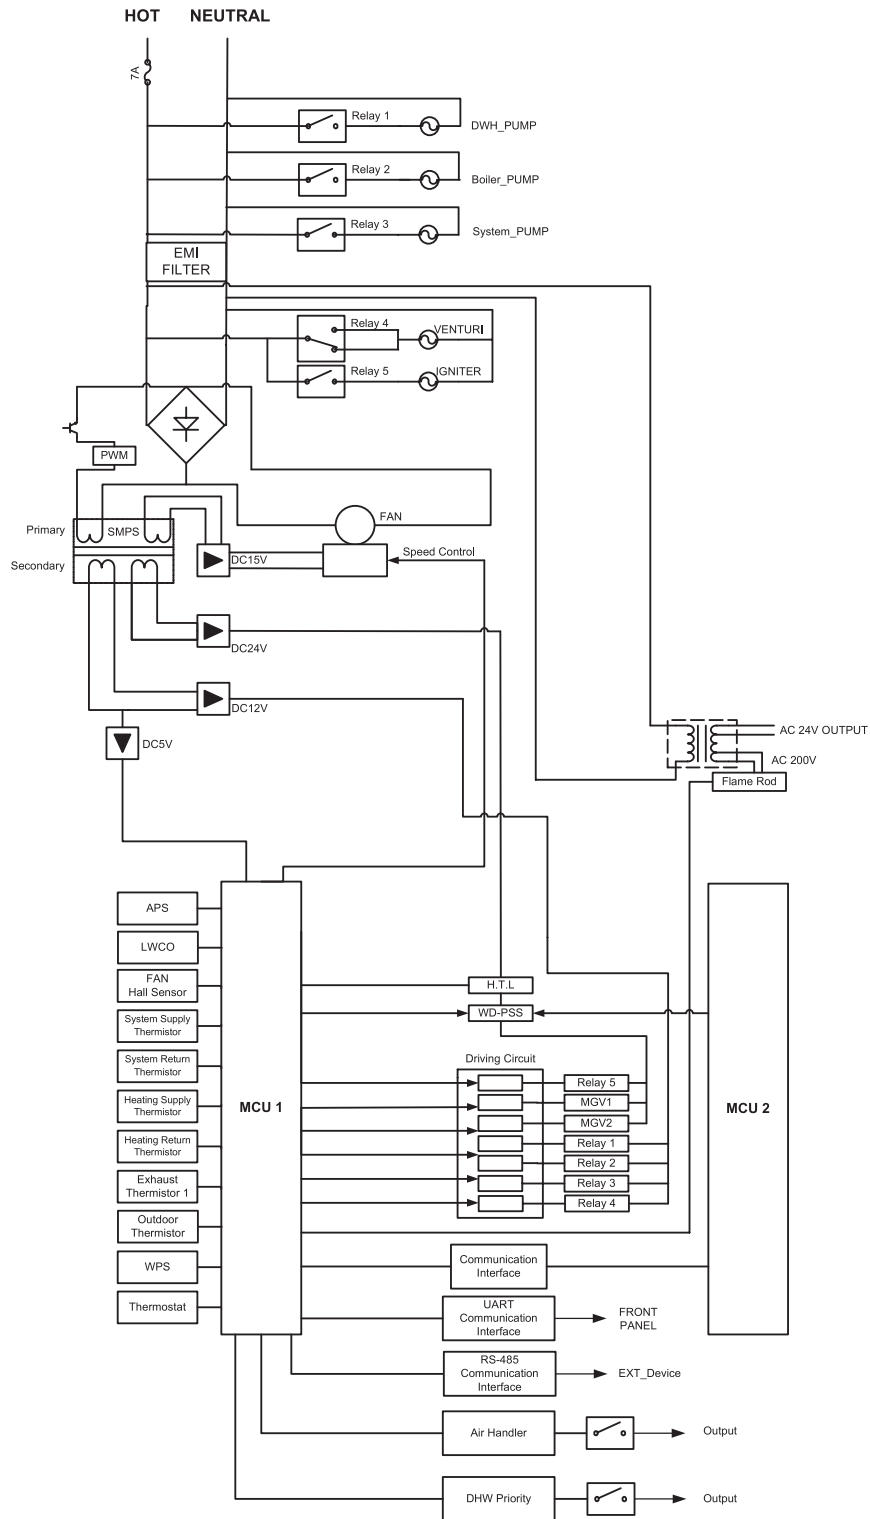 HOT
NEUTRAL
7A
Relay 1
DWH_PUMP
Relay 2
Boiler_PUMP
Relay 3
System_PUMP
EMI
FILTER
Relay 4
VENTURI
Relay 5
IGNITER
PWM
FAN
Primary
SMPS
Speed Control
DC15V
Secondary
DC24V
DC12V
DC5V
AC 24V OUTPUT
AC 200V
Flame Rod
APS
LWCO
FAN
Hall Sensor
System Supply
Thermistor
System Return
Thermistor
Heating Supply
Thermistor
Heating Return
Thermistor
Exhaust
Thermistor 1
Outdoor
Thermistor
WPS
Thermostat
MCU 1
H.T.L
WD-PSS
Driving Circuit
Relay 5
MGV1
MGV2
Relay 1
Relay 2
Relay 3
Relay 4
MCU 2
Communication
Interface
UART
Communication
Interface
FRONT
PANEL
RS-485
Communication
Interface
EXT_Device
Air Handler
Output
DHW Priority
Output